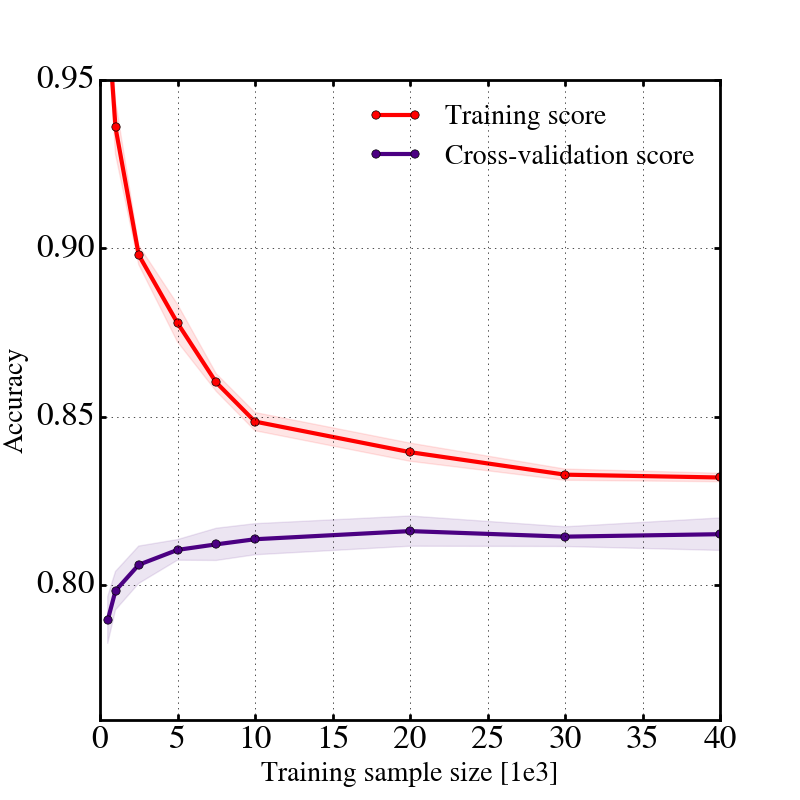 0.95
0.90
0.85
0.80
Accuracy
Training score
Cross-validation score
0 5 10 15 20 25 30 35 40
Training sample size [1e3]